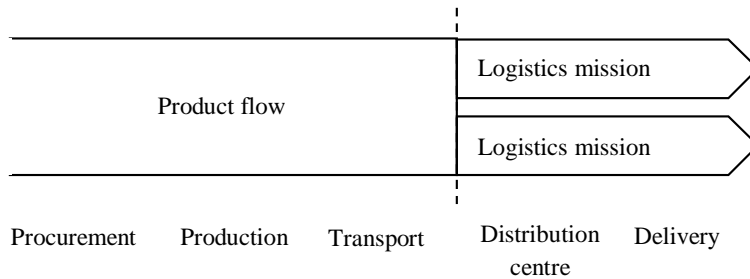 Logistics mission
Product flow
Logistics mission
Procurement Production Transport Distribution centre Delivery